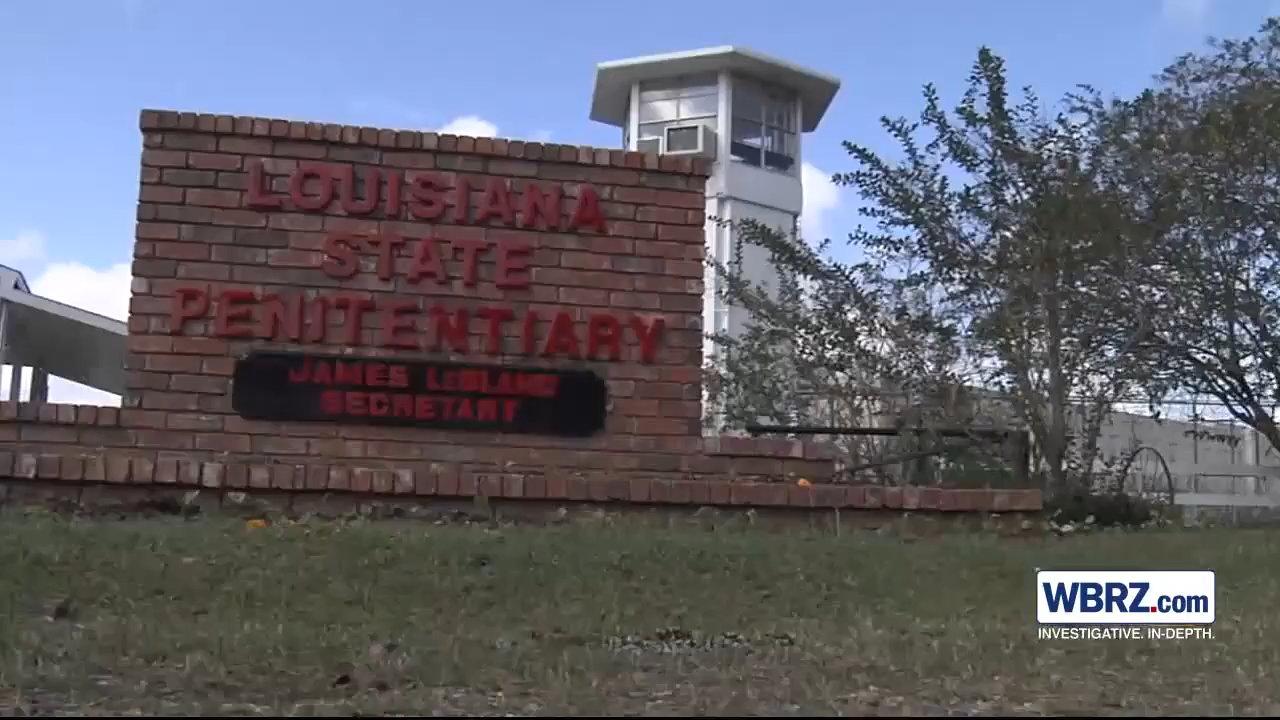 LOUISIANA
STATE
PENITENTIARY
JAMES LeBLANC
SECRETARY
WBRZ.com
INVESTIGATIVE. IN-DEPTH.